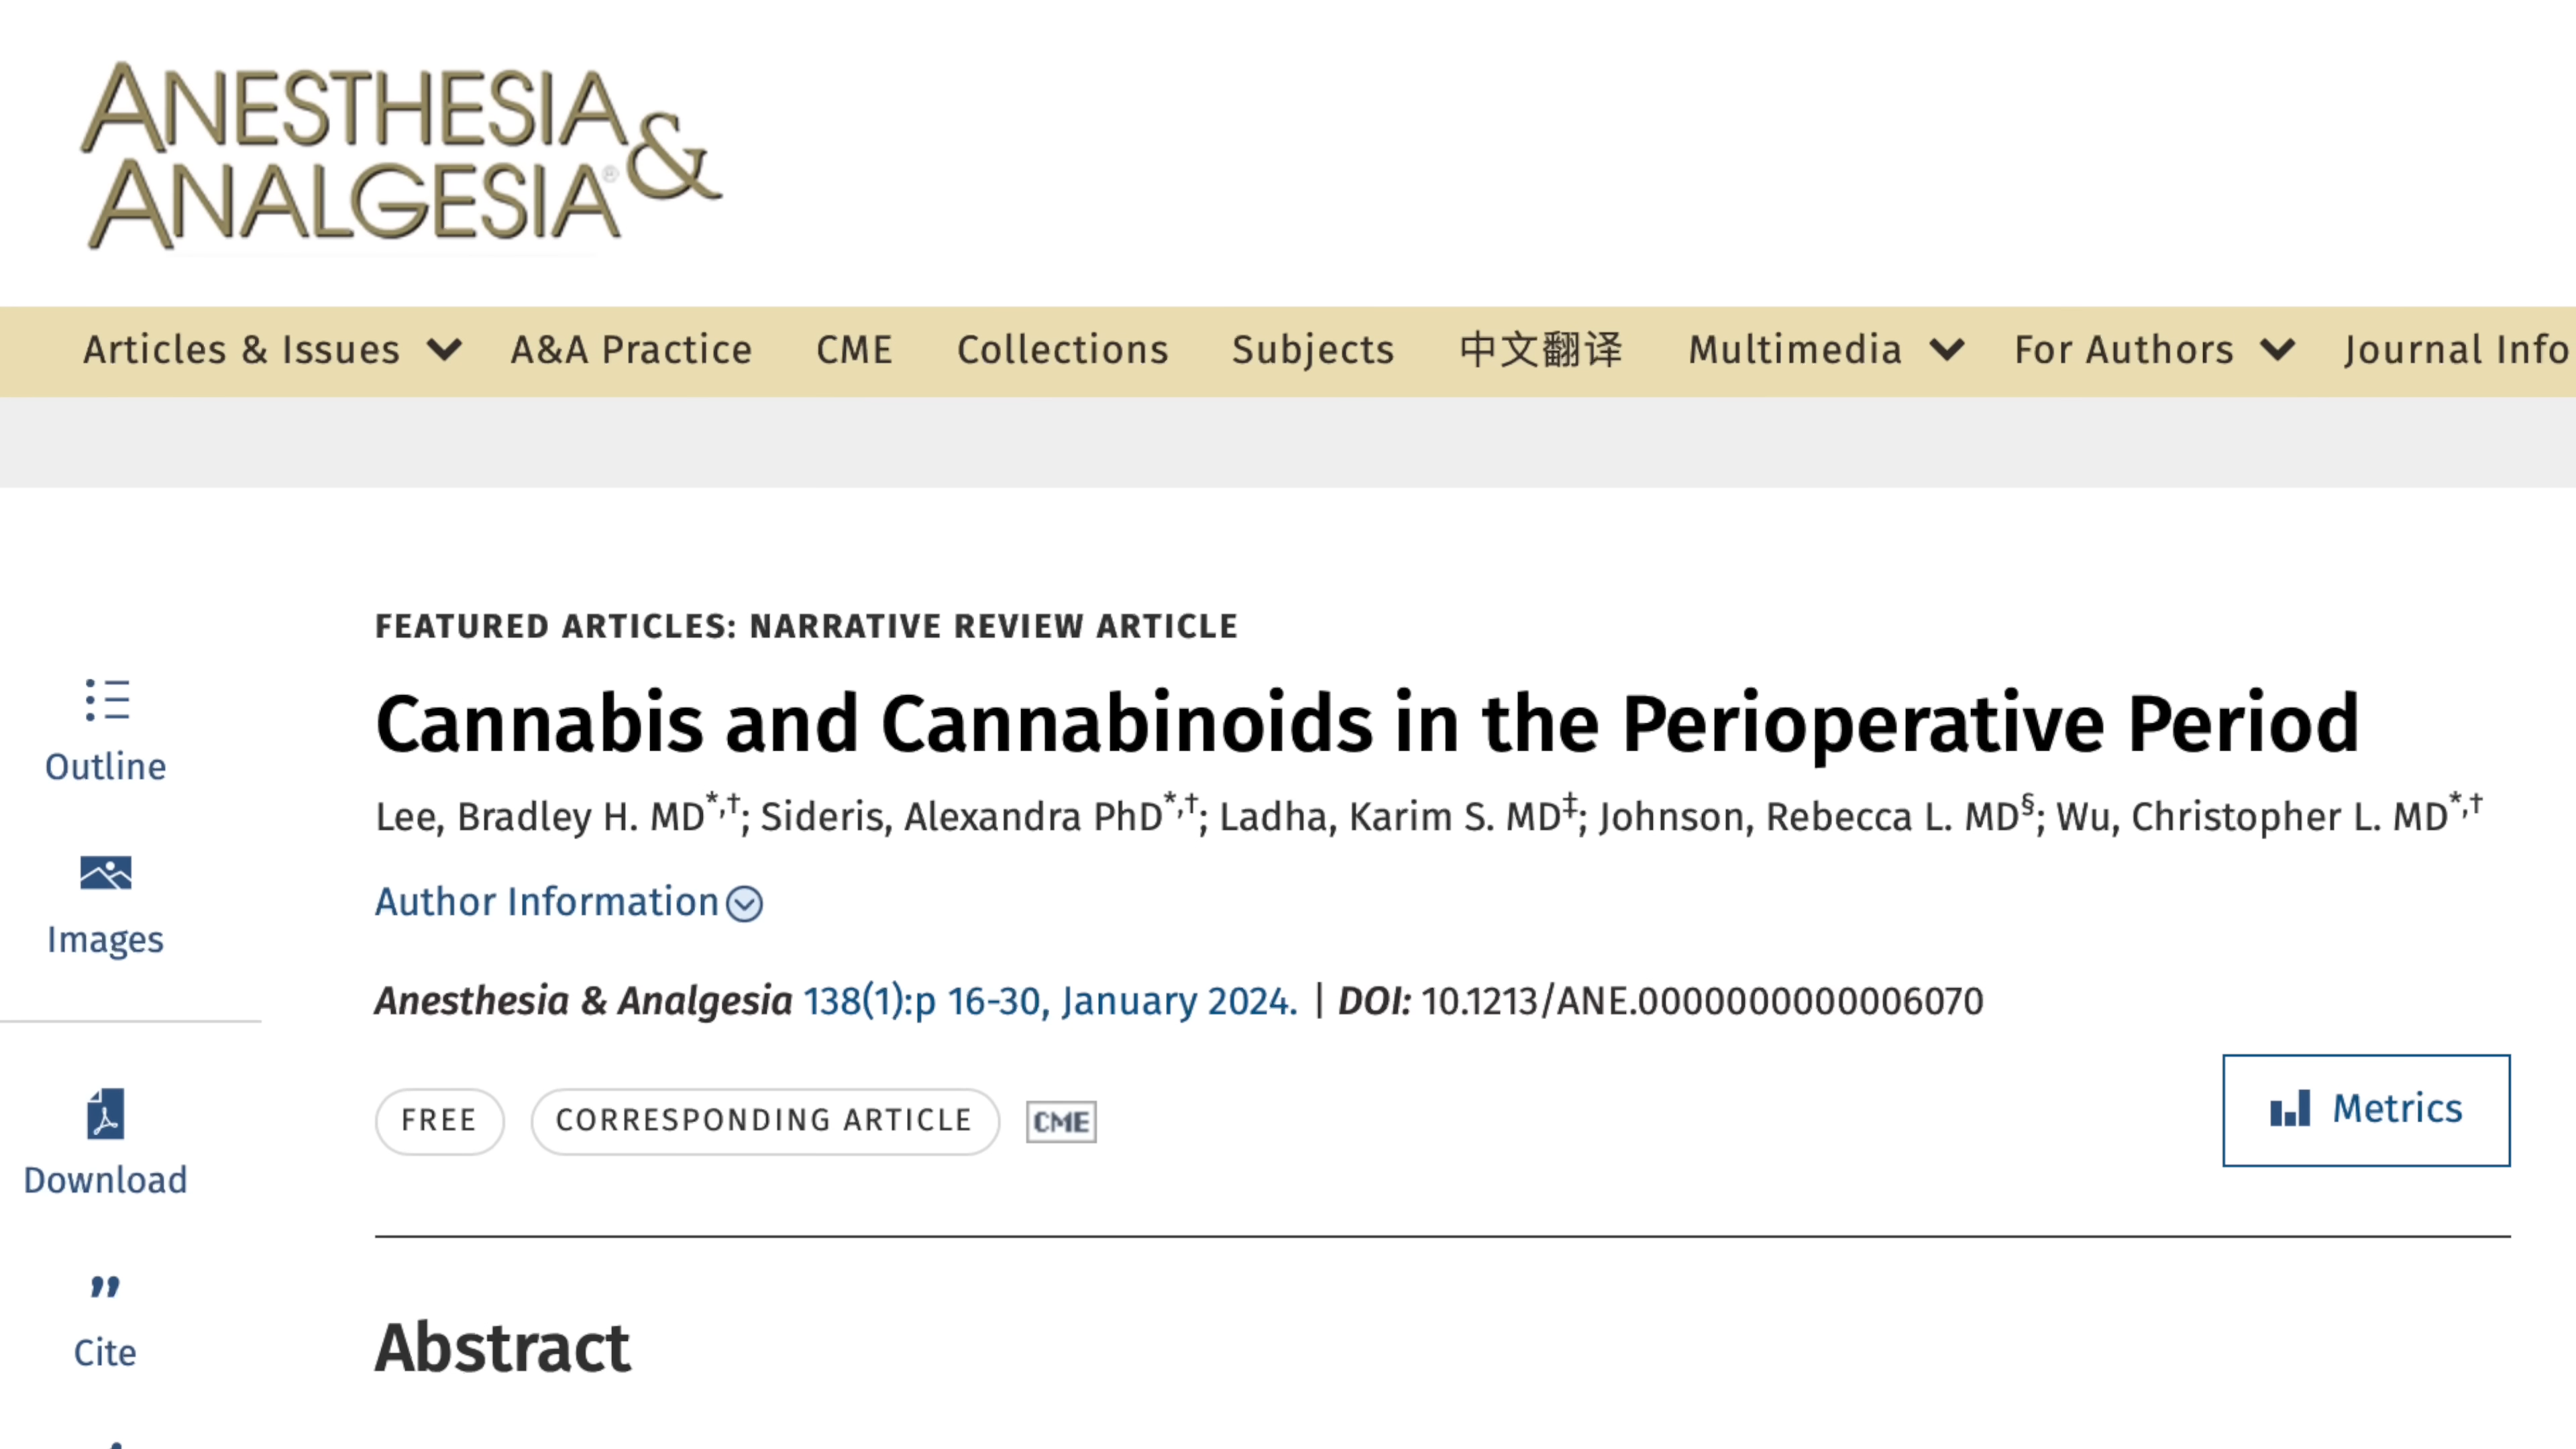 ANESTHESIA &
ANALGESIA®
Articles & Issues A&A Practice CME Collections Subjects 中文翻译 Multimedia For Authors Journal Info
FEATURED ARTICLES: NARRATIVE REVIEW ARTICLE
Cannabis and Cannabinoids in the Perioperative Period
Lee, Bradley H. MD*,†; Sideris, Alexandra PhD*,†; Ladha, Karim S. MD‡; Johnson, Rebecca L. MD§; Wu, Christopher L. MD*,†
Author Information
Anesthesia & Analgesia 138(1):p 16-30, January 2024. | DOI: 10.1213/ANE.0000000000006070
FREE CORRESPONDING ARTICLE CME
Metrics
Abstract
Outline
Images
Download
Cite